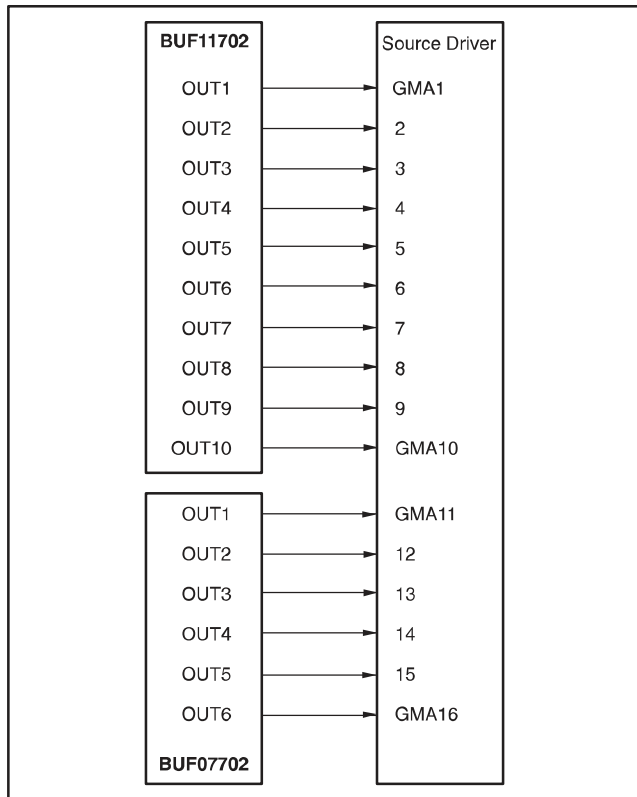 BUF11702 Source Driver
OUT1 GMA1
OUT2 2
OUT3 3
OUT4 4
OUT5 5
OUT6 6
OUT7 7
OUT8 8
OUT9 9
OUT10 GMA10
OUT1 GMA11
OUT2 12
OUT3 13
OUT4 14
OUT5 15
OUT6 GMA16
BUF07702